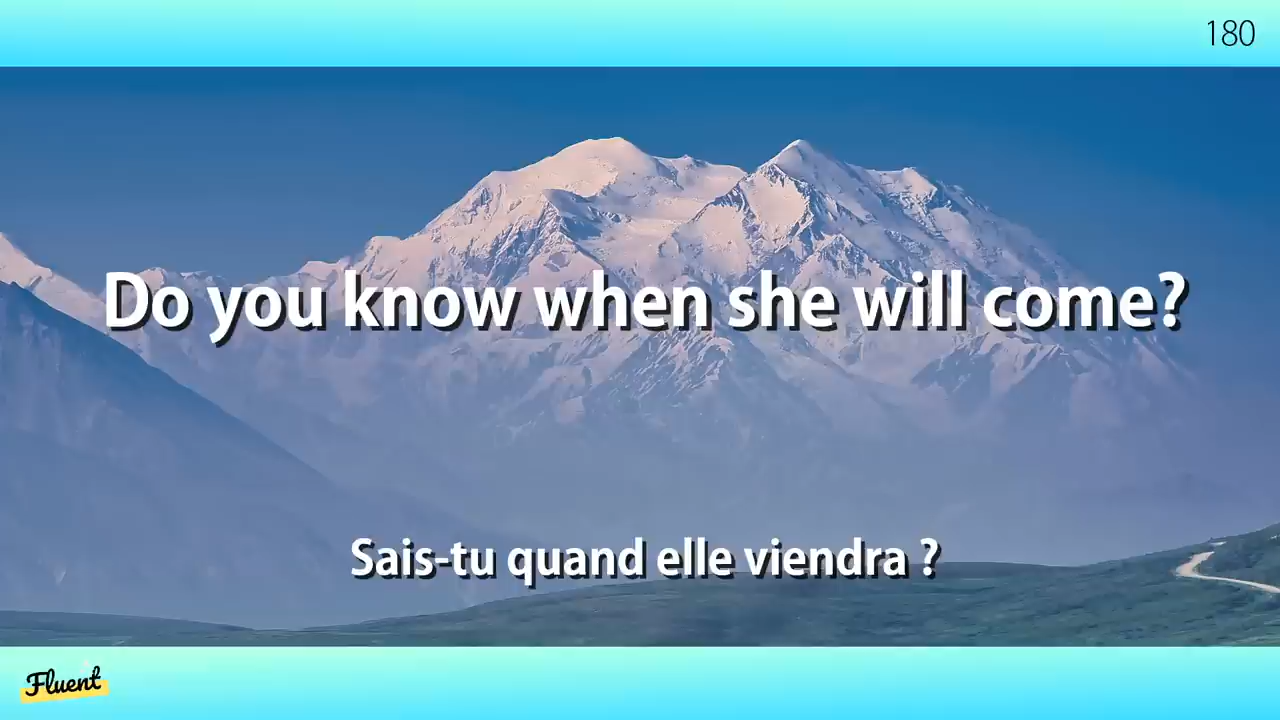 180
Do you know when she will come?
Sais-tu quand elle viendra ?
Fluent